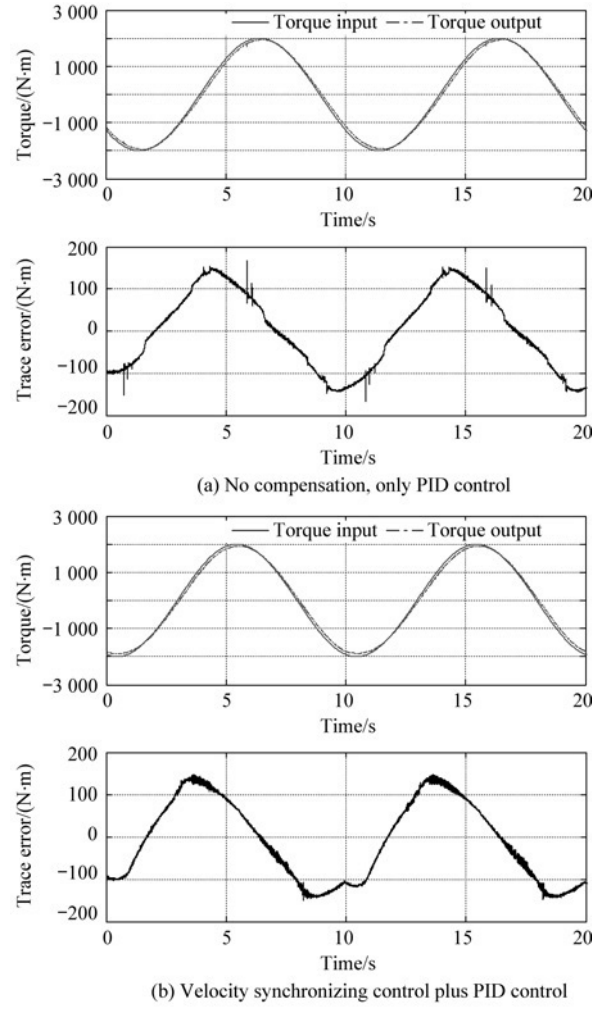 3 000
Torque input Torque output
1 000
−1 000
−3 000
Torque/(N·m)
0 5 10 15 20
Time/s
200
100
0
−100
−200
Trace error/(N·m)
0 5 10 15 20
Time/s
(a) No compensation, only PID control
3 000
Torque input Torque output
1 000
−1 000
−3 000
Torque/(N·m)
0 5 10 15 20
Time/s
200
100
0
−100
−200
Trace error/(N·m)
0 5 10 15 20
Time/s
(b) Velocity synchronizing control plus PID control